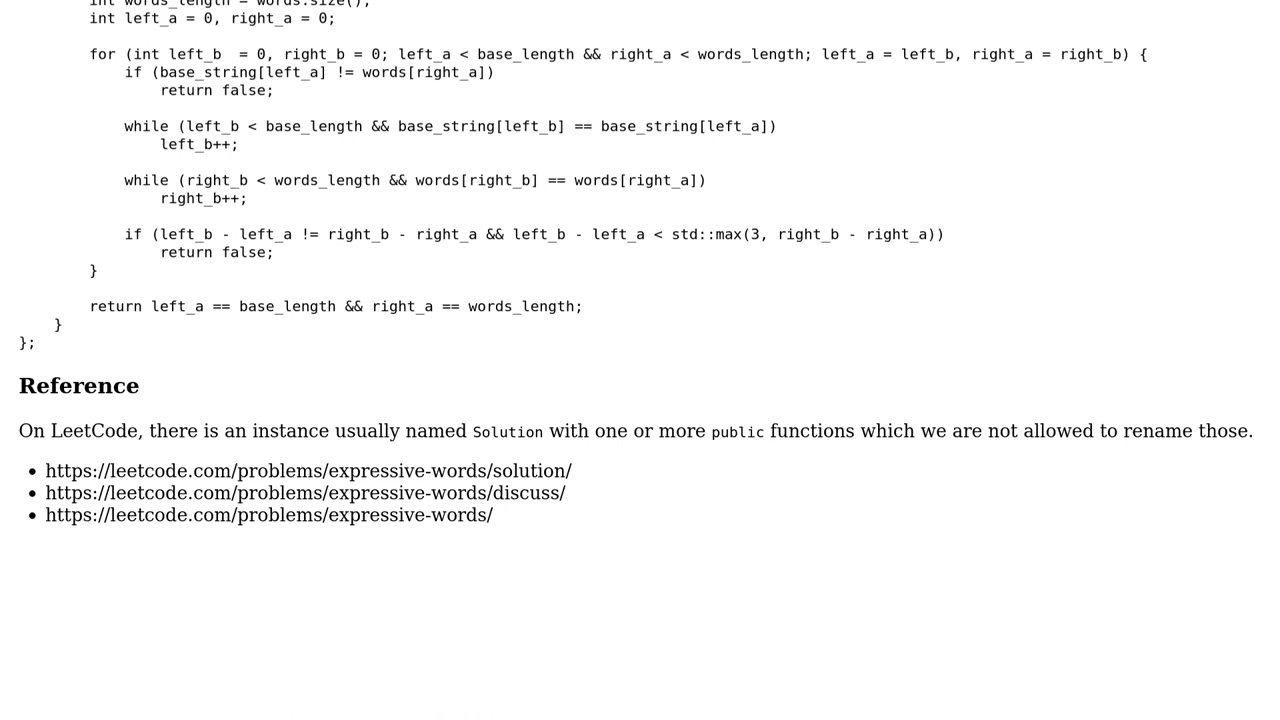 int words_length = words.size();
int left_a = 0, right_a = 0;
for (int left_b  = 0, right_b = 0; left_a < base_length && right_a < words_length; left_a = left_b, right_a = right_b) {
if (base_string[left_a] != words[right_a])
return false;
while (left_b < base_length && base_string[left_b] == base_string[left_a])
left_b++;
while (right_b < words_length && words[right_b] == words[right_a])
right_b++;
if (left_b - left_a != right_b - right_a && left_b - left_a < std::max(3, right_b - right_a))
return false;
}
return left_a == base_length && right_a == words_length;
}
};
Reference
On LeetCode, there is an instance usually named Solution with one or more public functions which we are not allowed to rename those.
• https://leetcode.com/problems/expressive-words/solution/
• https://leetcode.com/problems/expressive-words/discuss/
• https://leetcode.com/problems/expressive-words/